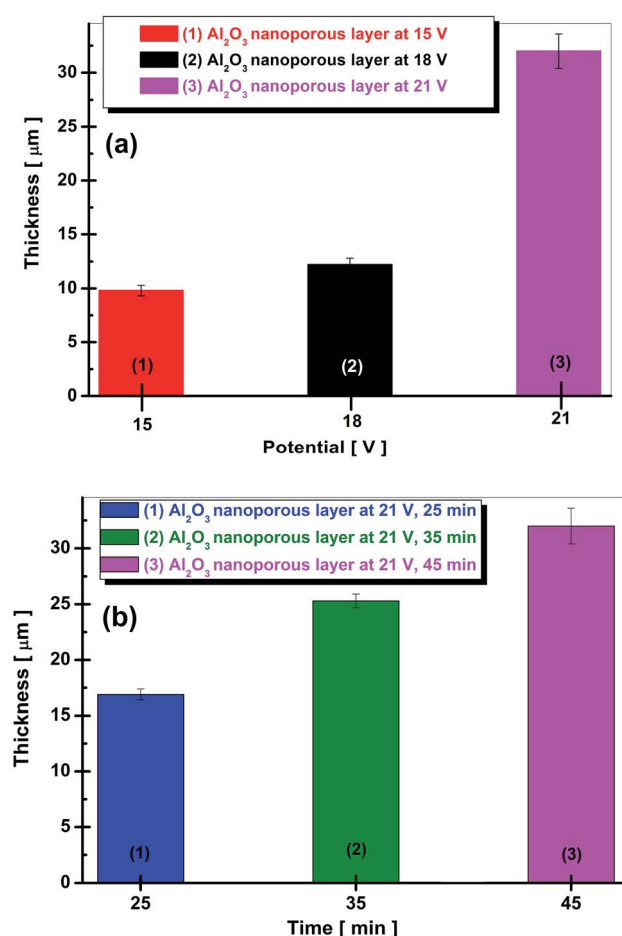 (1) Al₂O₃ nanoporous layer at 15 V
(2) Al₂O₃ nanoporous layer at 18 V
(3) Al₂O₃ nanoporous layer at 21 V
(a)
Thickness [ μm ]
30
25
20
15
10
5
0
(1)
(2)
(3)
15
18
21
Potential [ V ]
(1) Al₂O₃ nanoporous layer at 21 V, 25 min
(2) Al₂O₃ nanoporous layer at 21 V, 35 min
(3) Al₂O₃ nanoporous layer at 21 V, 45 min
(b)
Thickness [ μm ]
30
25
20
15
10
5
0
(1)
(2)
(3)
25
35
45
Time [ min ]